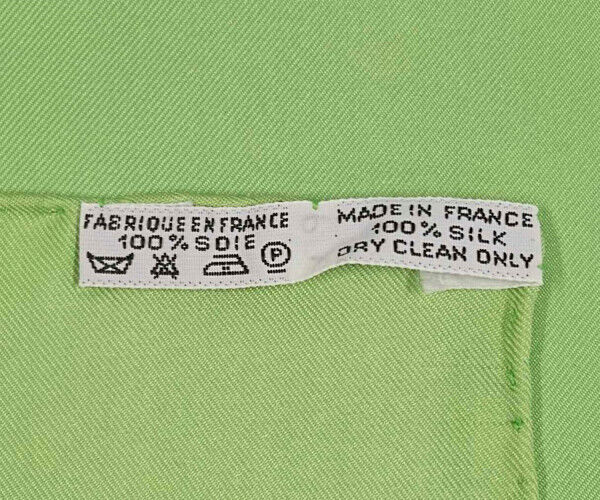 FABRIQUE EN FRANCE
100% SOIE
P
MADE IN FRANCE
100% SILK
DRY CLEAN ONLY